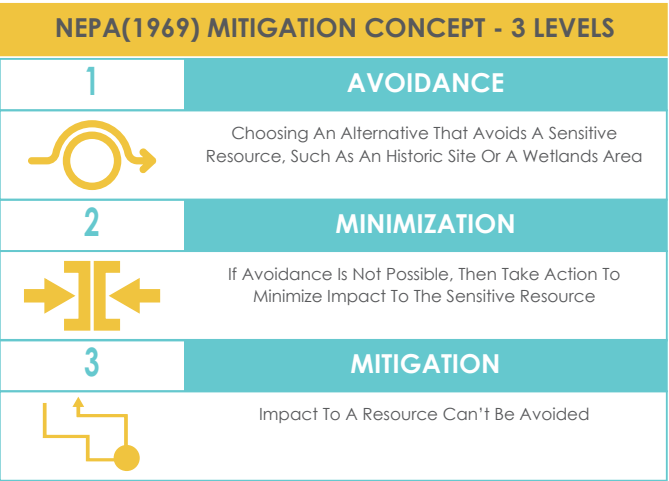 NEPA(1969) MITIGATION CONCEPT - 3 LEVELS
1
AVOIDANCE
Choosing An Alternative That Avoids A Sensitive
Resource, Such As An Historic Site Or A Wetlands Area
2
MINIMIZATION
If Avoidance Is Not Possible, Then Take Action To
Minimize Impact To The Sensitive Resource
3
MITIGATION
Impact To A Resource Can't Be Avoided